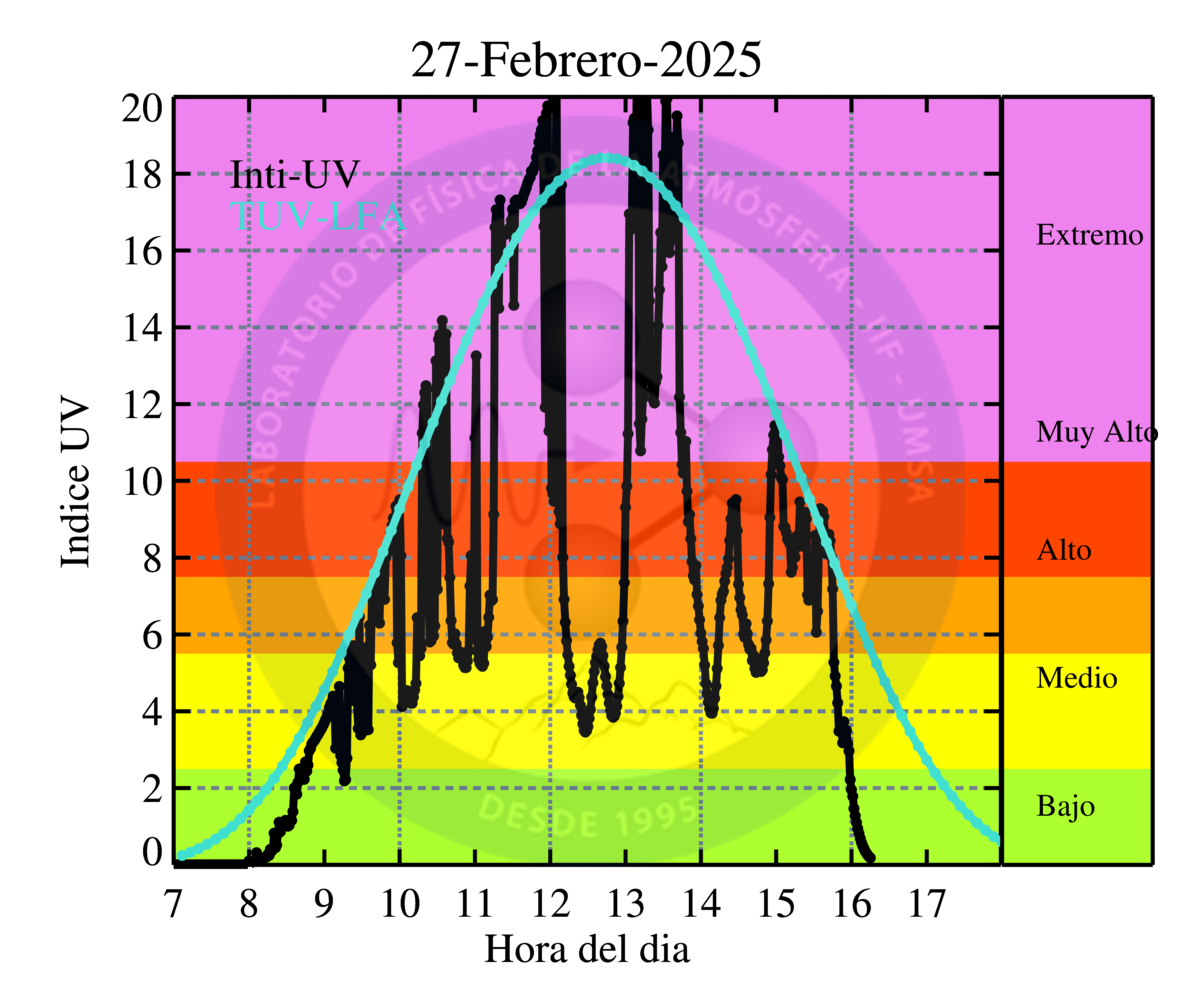 27-Febrero-2025
Inti-UV
TUV-LFA
LABORATORIO DE FÍSICA DE LA ATMÓSFERA - IIF - UMSA
DESDE 1995
Indice UV
20
18
16
14
12
10
8
6
4
2
0
Extremo
Muy Alto
Alto
Medio
Bajo
7 8 9 10 11 12 13 14 15 16 17
Hora del dia